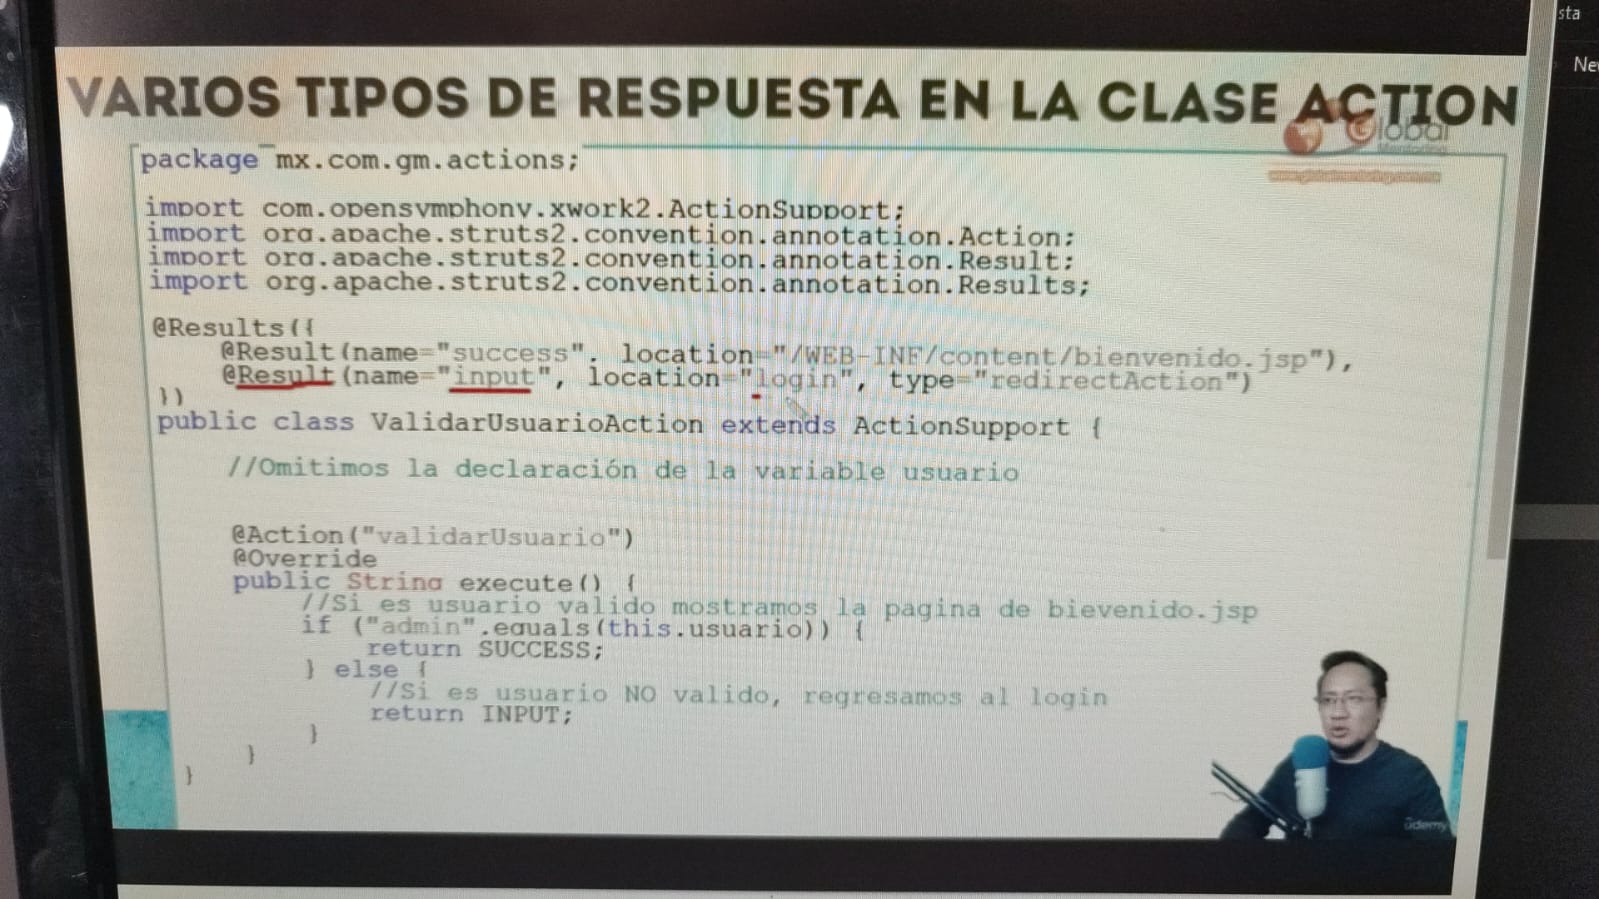 sta
Ne
VARIOS TIPOS DE RESPUESTA EN LA CLASE ACTION
Global
Mentoring
package mx.com.gm.actions;
import com.opensymphony.xwork2.ActionSupport;
import org.apache.struts2.convention.annotation.Action;
import org.apache.struts2.convention.annotation.Result;
import org.apache.struts2.convention.annotation.Results;
@Results({
@Result(name="success", location="/WEB-INF/content/bienvenido.jsp"),
@Result(name="input", location="login", type="redirectAction")
})
public class ValidarUsuarioAction extends ActionSupport {
//Omitimos la declaración de la variable usuario
@Action("validarUsuario")
@Override
public String execute() {
//Si es usuario valido mostramos la pagina de bievenido.jsp
if ("admin".equals(this.usuario)) {
return SUCCESS;
} else {
//Si es usuario NO valido, regresamos al login
return INPUT;
}
}
}
udemy